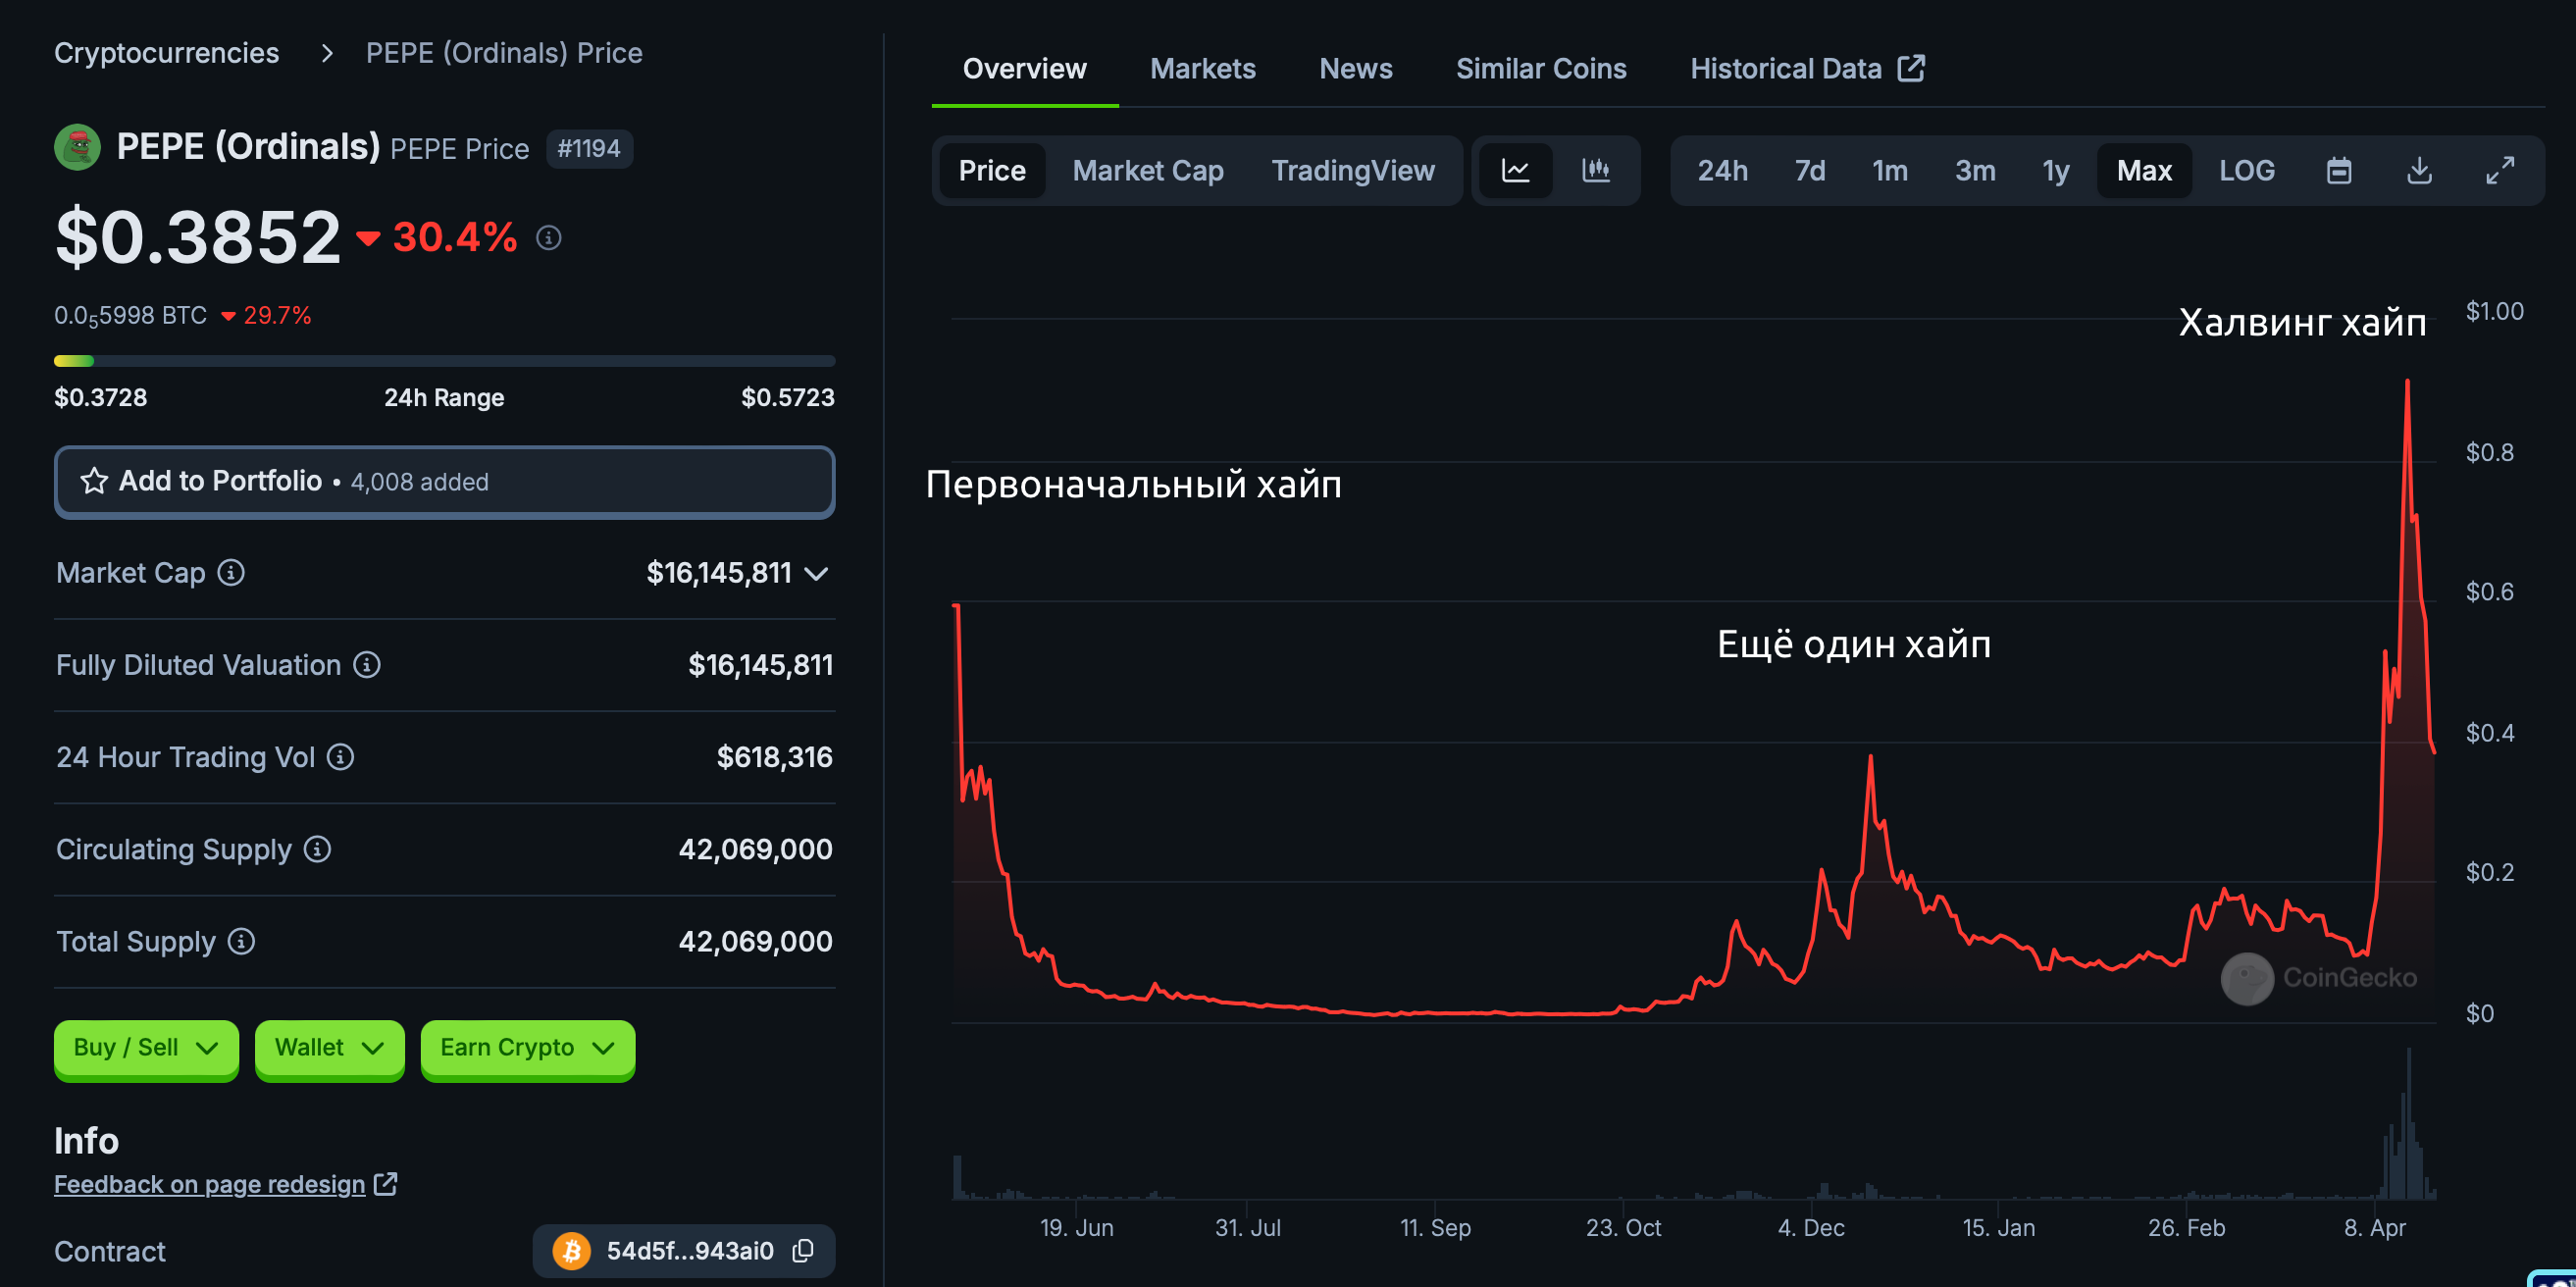 Cryptocurrencies > PEPE (Ordinals) Price
PEPE (Ordinals) PEPE Price #1194
$0.3852 30.4%
0.0₅5998 BTC 29.7%
$0.3728 24h Range $0.5723
Add to Portfolio • 4,008 added
Market Cap $16,145,811
Fully Diluted Valuation $16,145,811
24 Hour Trading Vol $618,316
Circulating Supply 42,069,000
Total Supply 42,069,000
Buy / Sell Wallet Earn Crypto
Info
Feedback on page redesign
Contract 54d5f...943ai0
Overview Markets News Similar Coins Historical Data
Price Market Cap TradingView 24h 7d 1m 3m 1y Max LOG
Халвинг хайп
Первоначальный хайп
Ещё один хайп
$1.00
$0.8
$0.6
$0.4
$0.2
$0
CoinGecko
19. Jun 31. Jul 11. Sep 23. Oct 4. Dec 15. Jan 26. Feb 8. Apr